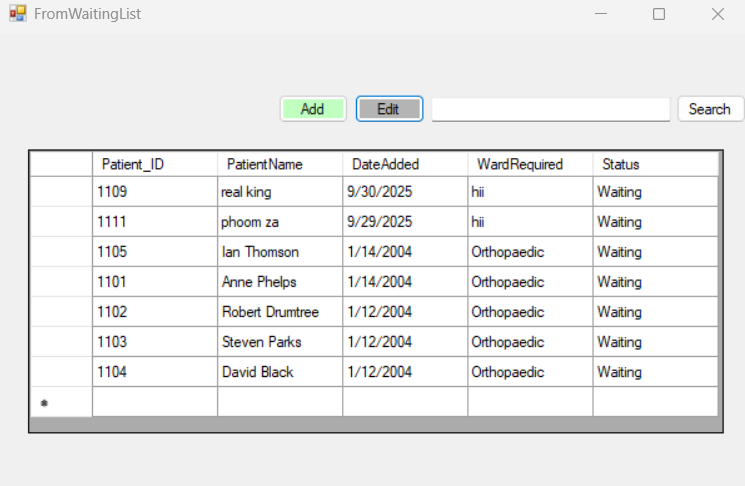 FromWaitingList
Add Edit Search
Patient_ID PatientName DateAdded WardRequired Status
1109 real king 9/30/2025 hii Waiting
1111 phoom za 9/29/2025 hii Waiting
1105 Ian Thomson 1/14/2004 Orthopaedic Waiting
1101 Anne Phelps 1/14/2004 Orthopaedic Waiting
1102 Robert Drumtree 1/12/2004 Orthopaedic Waiting
1103 Steven Parks 1/12/2004 Orthopaedic Waiting
1104 David Black 1/12/2004 Orthopaedic Waiting